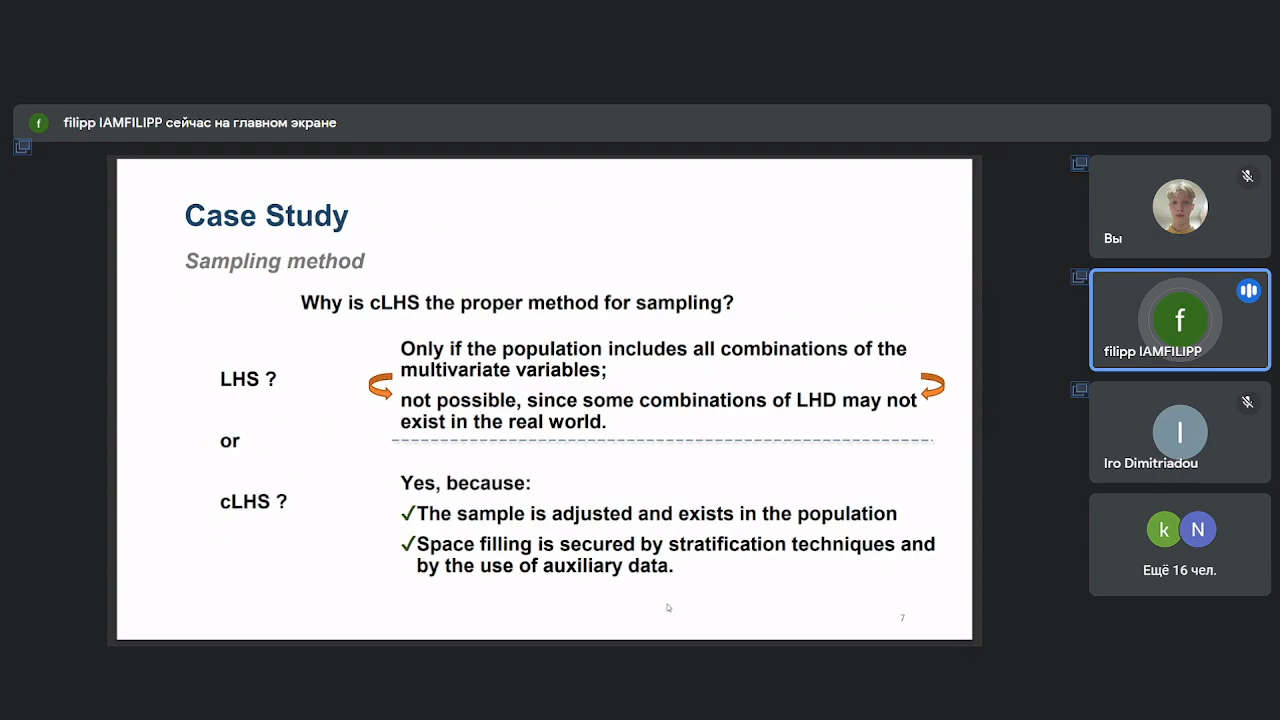 f
filipp IAMFILIPP сейчас на главном экране
Case Study
Sampling method
Why is cLHS the proper method for sampling?
LHS ?
Only if the population includes all combinations of the
multivariate variables;
not possible, since some combinations of LHD may not
exist in the real world.
or
cLHS ?
Yes, because:
✓The sample is adjusted and exists in the population
✓Space filling is secured by stratification techniques and
by the use of auxiliary data.
7
Вы
f
filipp IAMFILIPP
I
Iro Dimitriadou
k N
Ещё 16 чел.